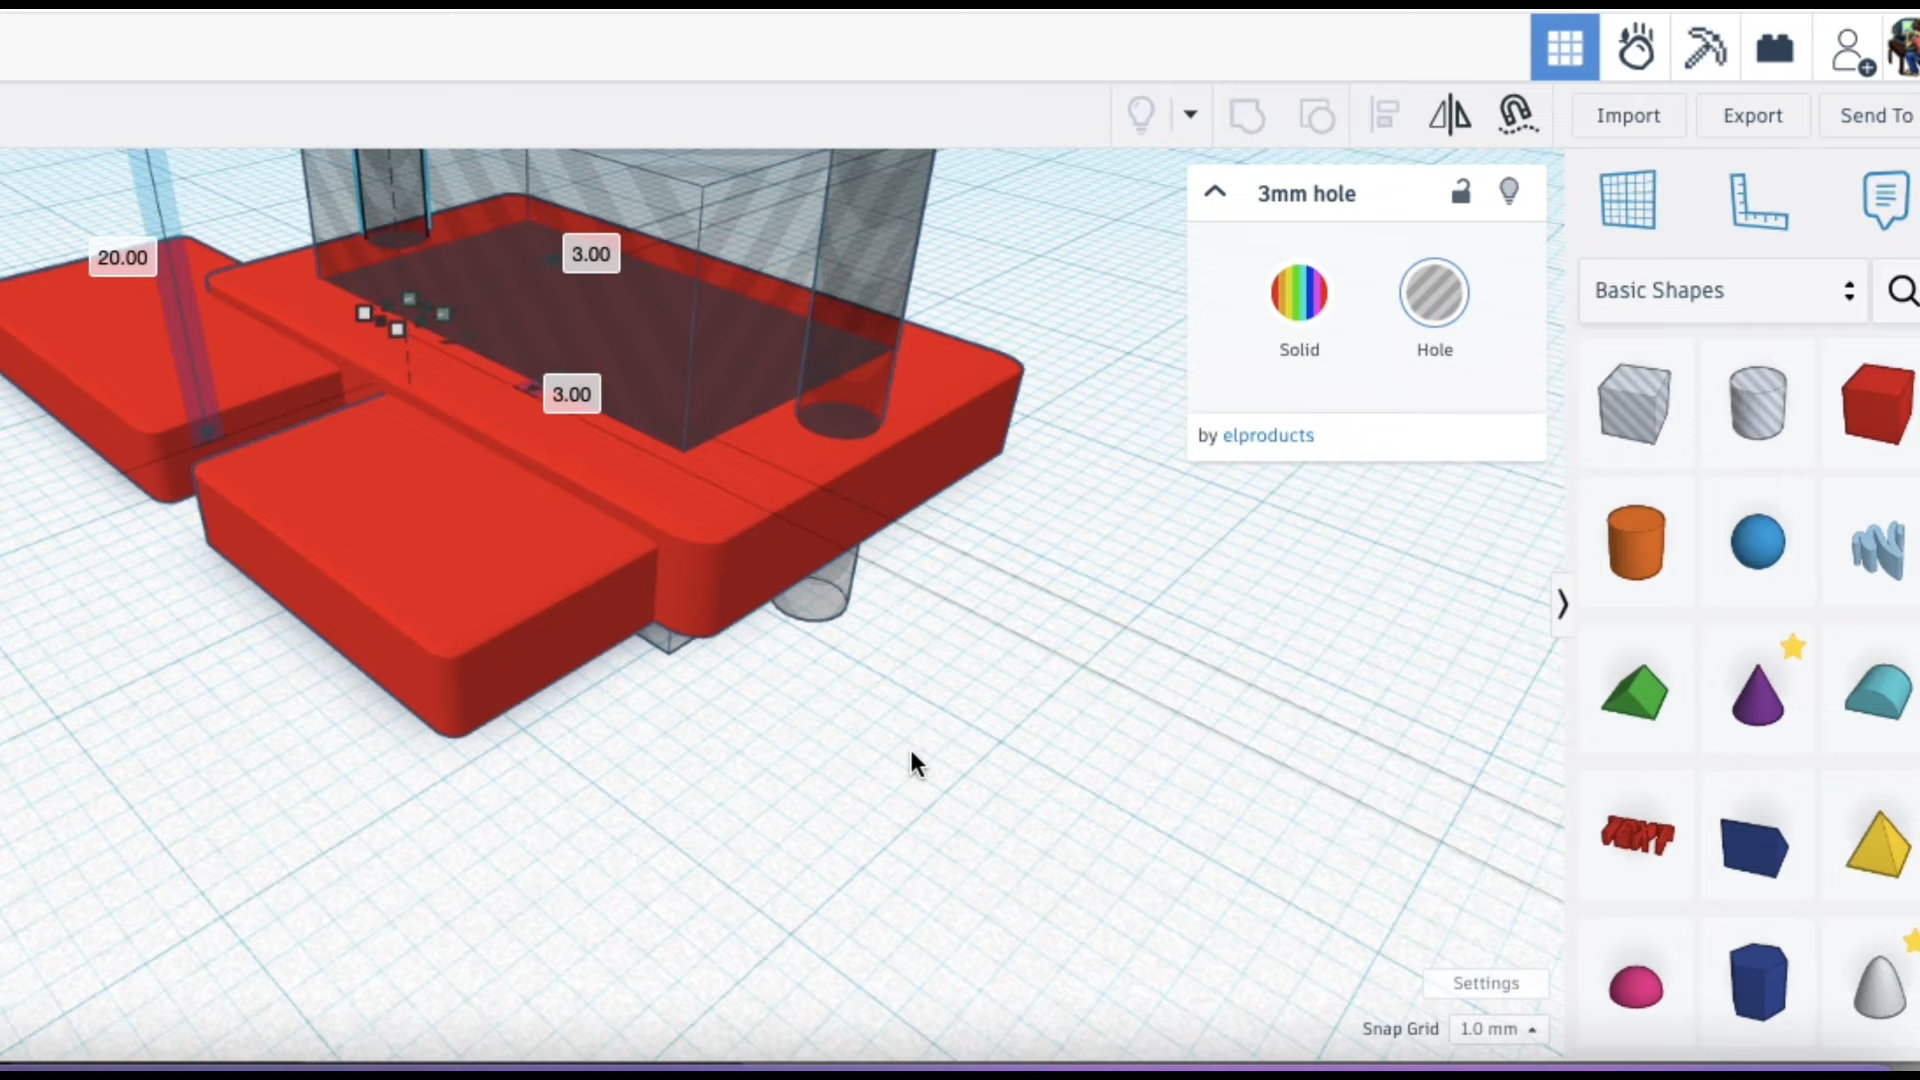 Import
Export
Send To
3mm hole
20.00
3.00
3.00
Solid
Hole
by elproducts
Basic Shapes
TEXT
Settings
Snap Grid
1.0 mm